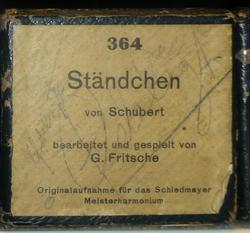 364
Ständchen
von Schubert
bearbeitet und gespielt von
G. Fritsche
Originalaufnahme für das Schiedmayer
Meisterharmonium